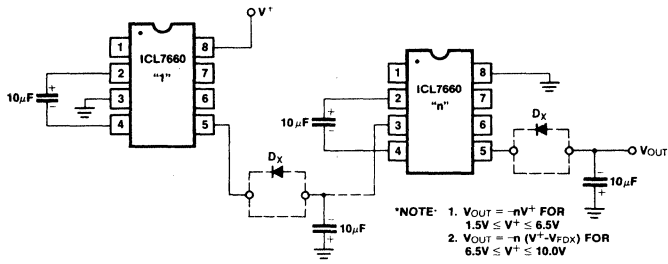 V+
1
2
3
4
ICL7660
"1"
8
7
6
5
10µF
+
−
DX
+
−
10µF
1
2
3
4
ICL7660
"n"
8
7
6
5
10µF
+
−
DX
VOUT
+
−
10µF
*NOTE· 1. VOUT = −nV+ FOR
1.5V ≤ V+ ≤ 6.5V
2. VOUT = −n (V+-VFDX) FOR
6.5V ≤ V+ ≤ 10.0V